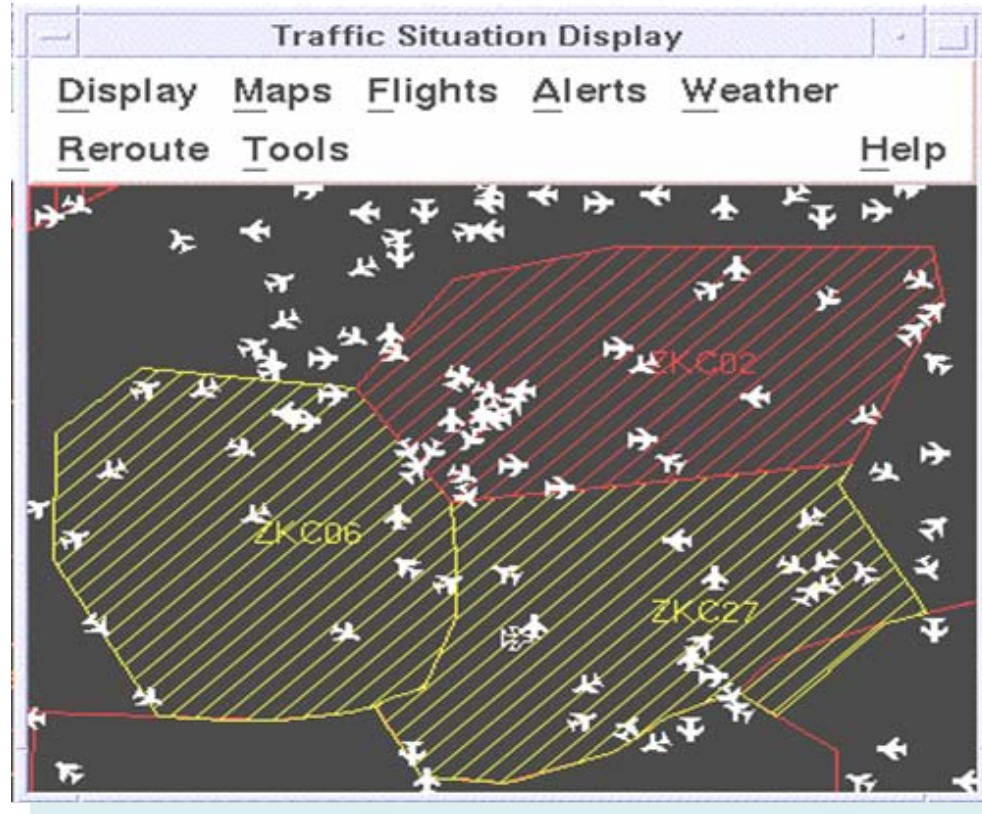 Traffic Situation Display
Display Maps Flights Alerts Weather
Reroute Tools Help
ZKC02
ZKC06
ZKC27